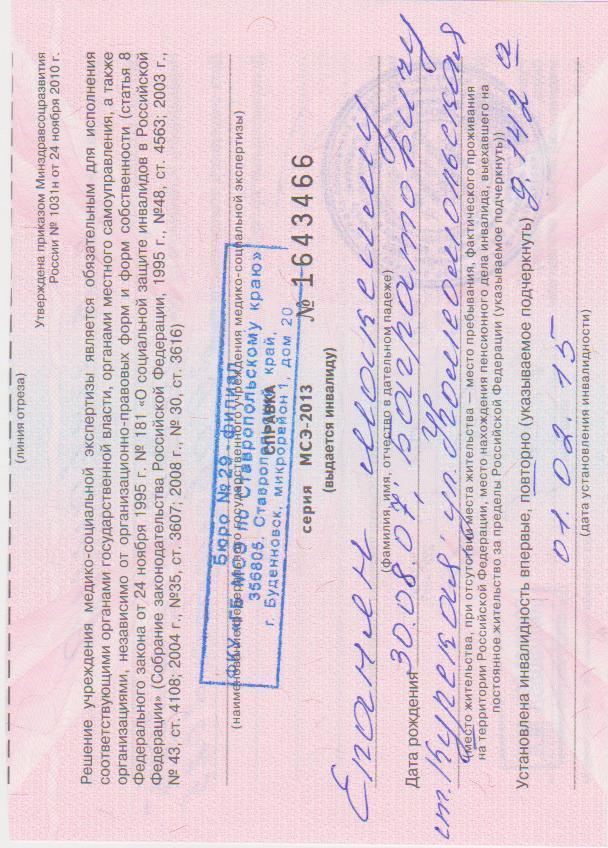 (линия отреза)
Утверждена приказом Минздравсоцразвития
России № 1031н от 24 ноября 2010 г.
Решение учреждения медико-социальной экспертизы является обязательным для исполнения
соответствующими органами государственной власти, органами местного самоуправления, а также
организациями, независимо от организационно-правовых форм и форм собственности (статья 8
Федерального закона от 24 ноября 1995 г. № 181 «О социальной защите инвалидов в Российской
Федерации» (Собрание законодательства Российской Федерации, 1995 г., №48, ст. 4563; 2003 г.,
№ 43, ст. 4108; 2004 г., №35, ст. 3607; 2008 г., № 30, ст. 3616)
Бюро № 29 - филиал
(наименование федерального государственного учреждения медико-социальной экспертизы)
ФКУ «ГБ МСЭ по Ставропольскому краю»
356805, Ставропольский край,
СПРАВКА
г. Буденновск, микрорайон 1, дом 20
серия МСЭ-2013 № 1643466
(выдается инвалиду)
Епанен
(фамилия, имя, отчество в дательном падеже)
Дата рождения 30.08.07, Багратовичу
ст. Курская, ул. Комсомольская
(место жительства, при отсутствии места жительства — место пребывания, фактического проживания
на территории Российской Федерации, место нахождения пенсионного дела инвалида, выехавшего на
постоянное жительство за пределы Российской Федерации (указываемое подчеркнуть))
Установлена инвалидность впервые, повторно (указываемое подчеркнуть) д. 142 а
01.02.15
(дата установления инвалидности)